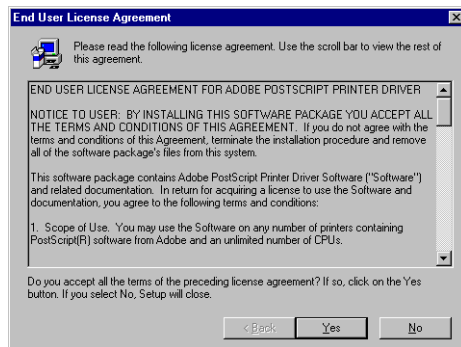 End User License Agreement
Please read the following license agreement. Use the scroll bar to view the rest of
this agreement.
END USER LICENSE AGREEMENT FOR ADOBE POSTSCRIPT PRINTER DRIVER
NOTICE TO USER: BY INSTALLING THIS SOFTWARE PACKAGE YOU ACCEPT ALL
THE TERMS AND CONDITIONS OF THIS AGREEMENT. If you do not agree with the
terms and conditions of this Agreement, terminate the installation procedure and remove
all of the software package's files from this system.
This software package contains Adobe PostScript Printer Driver Software ("Software")
and related documentation. In return for acquiring a license to use the Software and
documentation, you agree to the following terms and conditions:
1. Scope of Use. You may use the Software on any number of printers containing
PostScript(R) software from Adobe and an unlimited number of CPUs.
Do you accept all the terms of the preceding license agreement? If so, click on the Yes
button. If you select No, Setup will close.
< Back Yes No